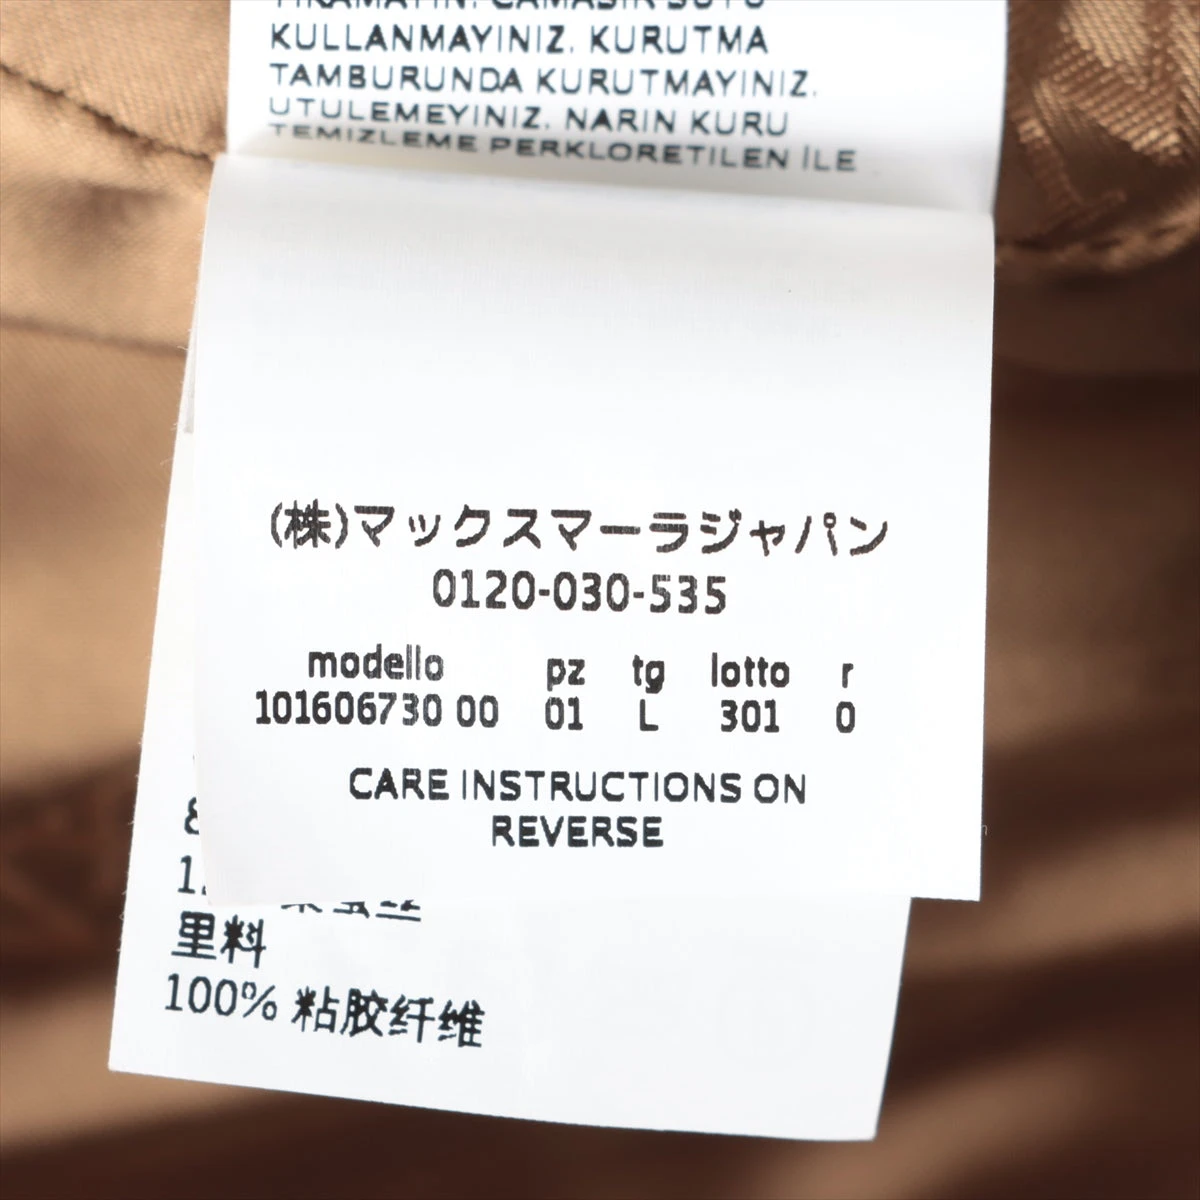 KULLANMAYINIZ. KURUTMA
TAMBURUNDA KURUTMAYINIZ.
UTULEMEYINIZ. NARIN KURU
TEMIZLEME PERKLORETILEN İLE
(株)マックスマーラジャパン
0120-030-535
modello pz tg lotto r
101606730 00 01 L 301 0
CARE INSTRUCTIONS ON
REVERSE
里料
100% 粘胶纤维